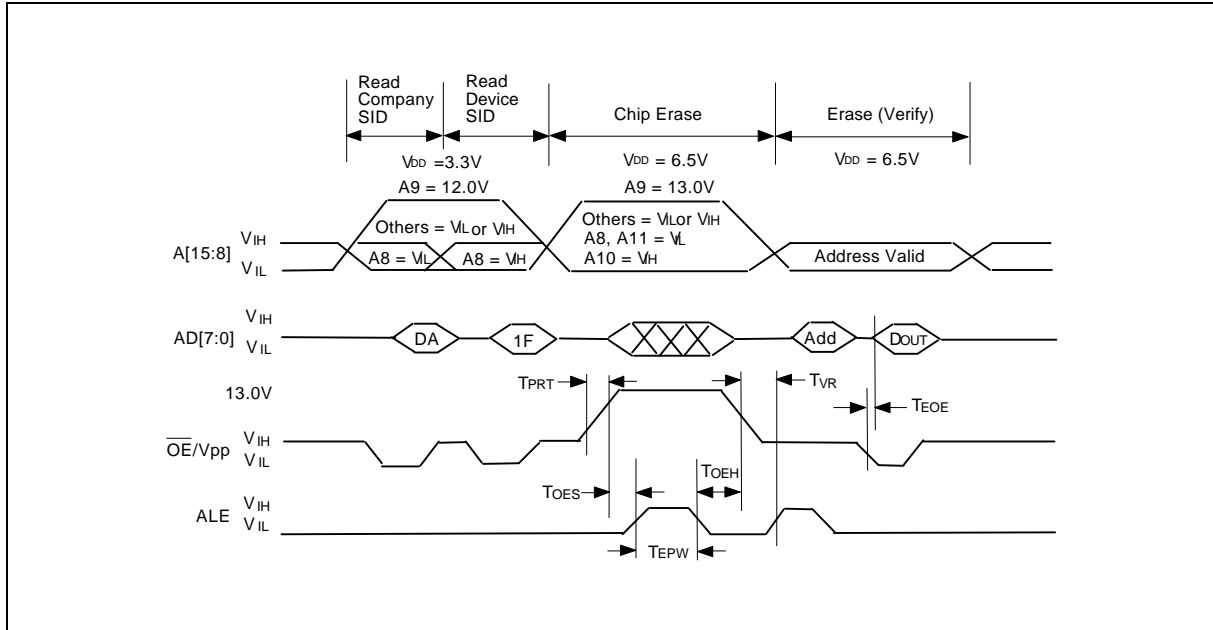 Read Company SID
Read Device SID
Chip Erase
Erase (Verify)
VDD =3.3V
VDD = 6.5V
VDD = 6.5V
A9 = 12.0V
A9 = 13.0V
Others = VIL or VIH
Others = VIL or VIH
A8, A11 = VIL
A10 = VIH
A[15:8]
VIH
VIL
A8 = VIL
A8 = VIH
Address Valid
AD[7:0]
VIH
VIL
DA
1F
Add
DOUT
TPRT
TVR
13.0V
TEOE
OE/Vpp
VIH
VIL
TOEH
TOES
ALE
VIH
VIL
TEPW